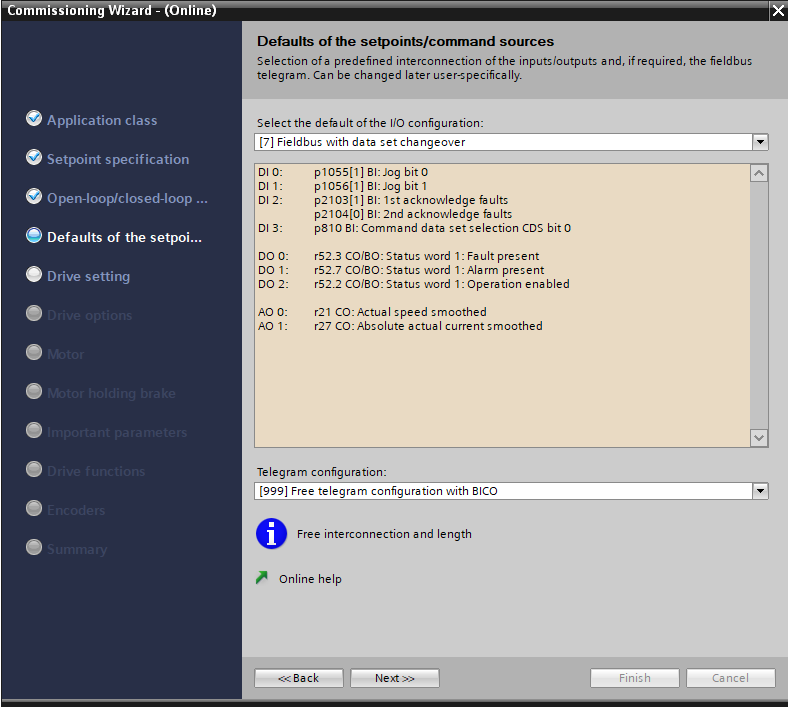 Commissioning Wizard - (Online)
Defaults of the setpoints/command sources
Selection of a predefined interconnection of the inputs/outputs and, if required, the fieldbus
telegram. Can be changed later user-specifically.
Application class
Setpoint specification
Open-loop/closed-loop ...
Defaults of the setpoi...
Drive setting
Drive options
Motor
Motor holding brake
Important parameters
Drive functions
Encoders
Summary
Select the default of the I/O configuration:
[7] Fieldbus with data set changeover
DI 0: p1055[1] BI: Jog bit 0
DI 1: p1056[1] BI: Jog bit 1
DI 2: p2103[1] BI: 1st acknowledge faults
p2104[0] BI: 2nd acknowledge faults
DI 3: p810 BI: Command data set selection CDS bit 0
DO 0: r52.3 CO/BO: Status word 1: Fault present
DO 1: r52.7 CO/BO: Status word 1: Alarm present
DO 2: r52.2 CO/BO: Status word 1: Operation enabled
AO 0: r21 CO: Actual speed smoothed
AO 1: r27 CO: Absolute actual current smoothed
Telegram configuration:
[999] Free telegram configuration with BICO
Free interconnection and length
Online help
<<Back
Next>>
Finish
Cancel